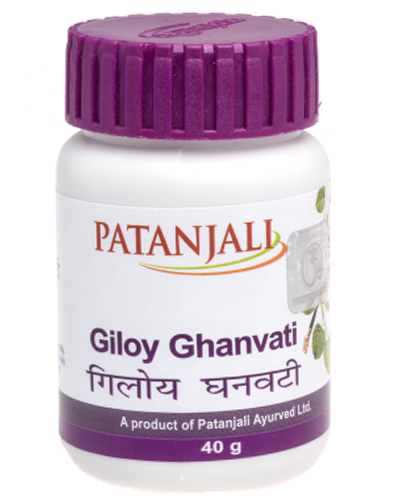 PATANJALI
Giloy Ghanvati
गिलोय घनवटी
A product of Patanjali Ayurved Ltd.
40 g